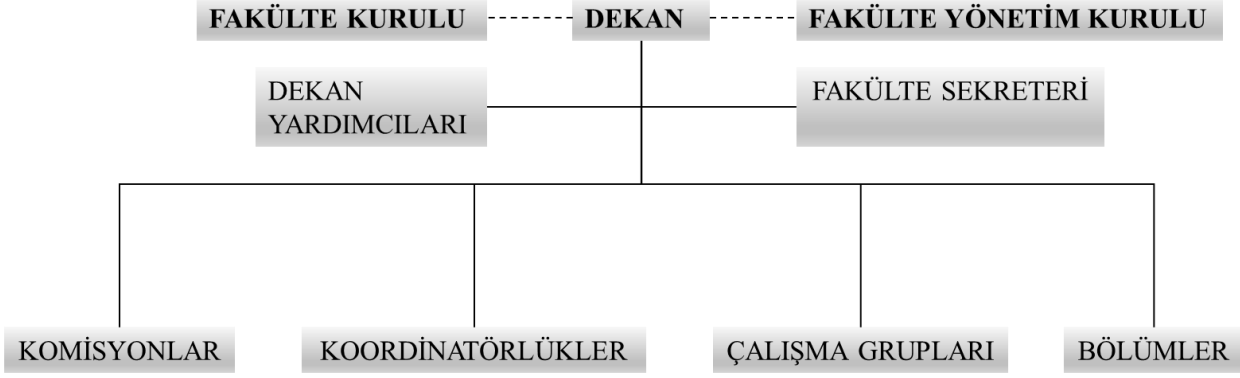 FAKÜLTE KURULU
DEKAN
FAKÜLTE YÖNETİM KURULU
DEKAN
YARDIMCILARI
FAKÜLTE SEKRETERİ
KOMİSYONLAR
KOORDİNATÖRLÜKLER
ÇALIŞMA GRUPLARI
BÖLÜMLER